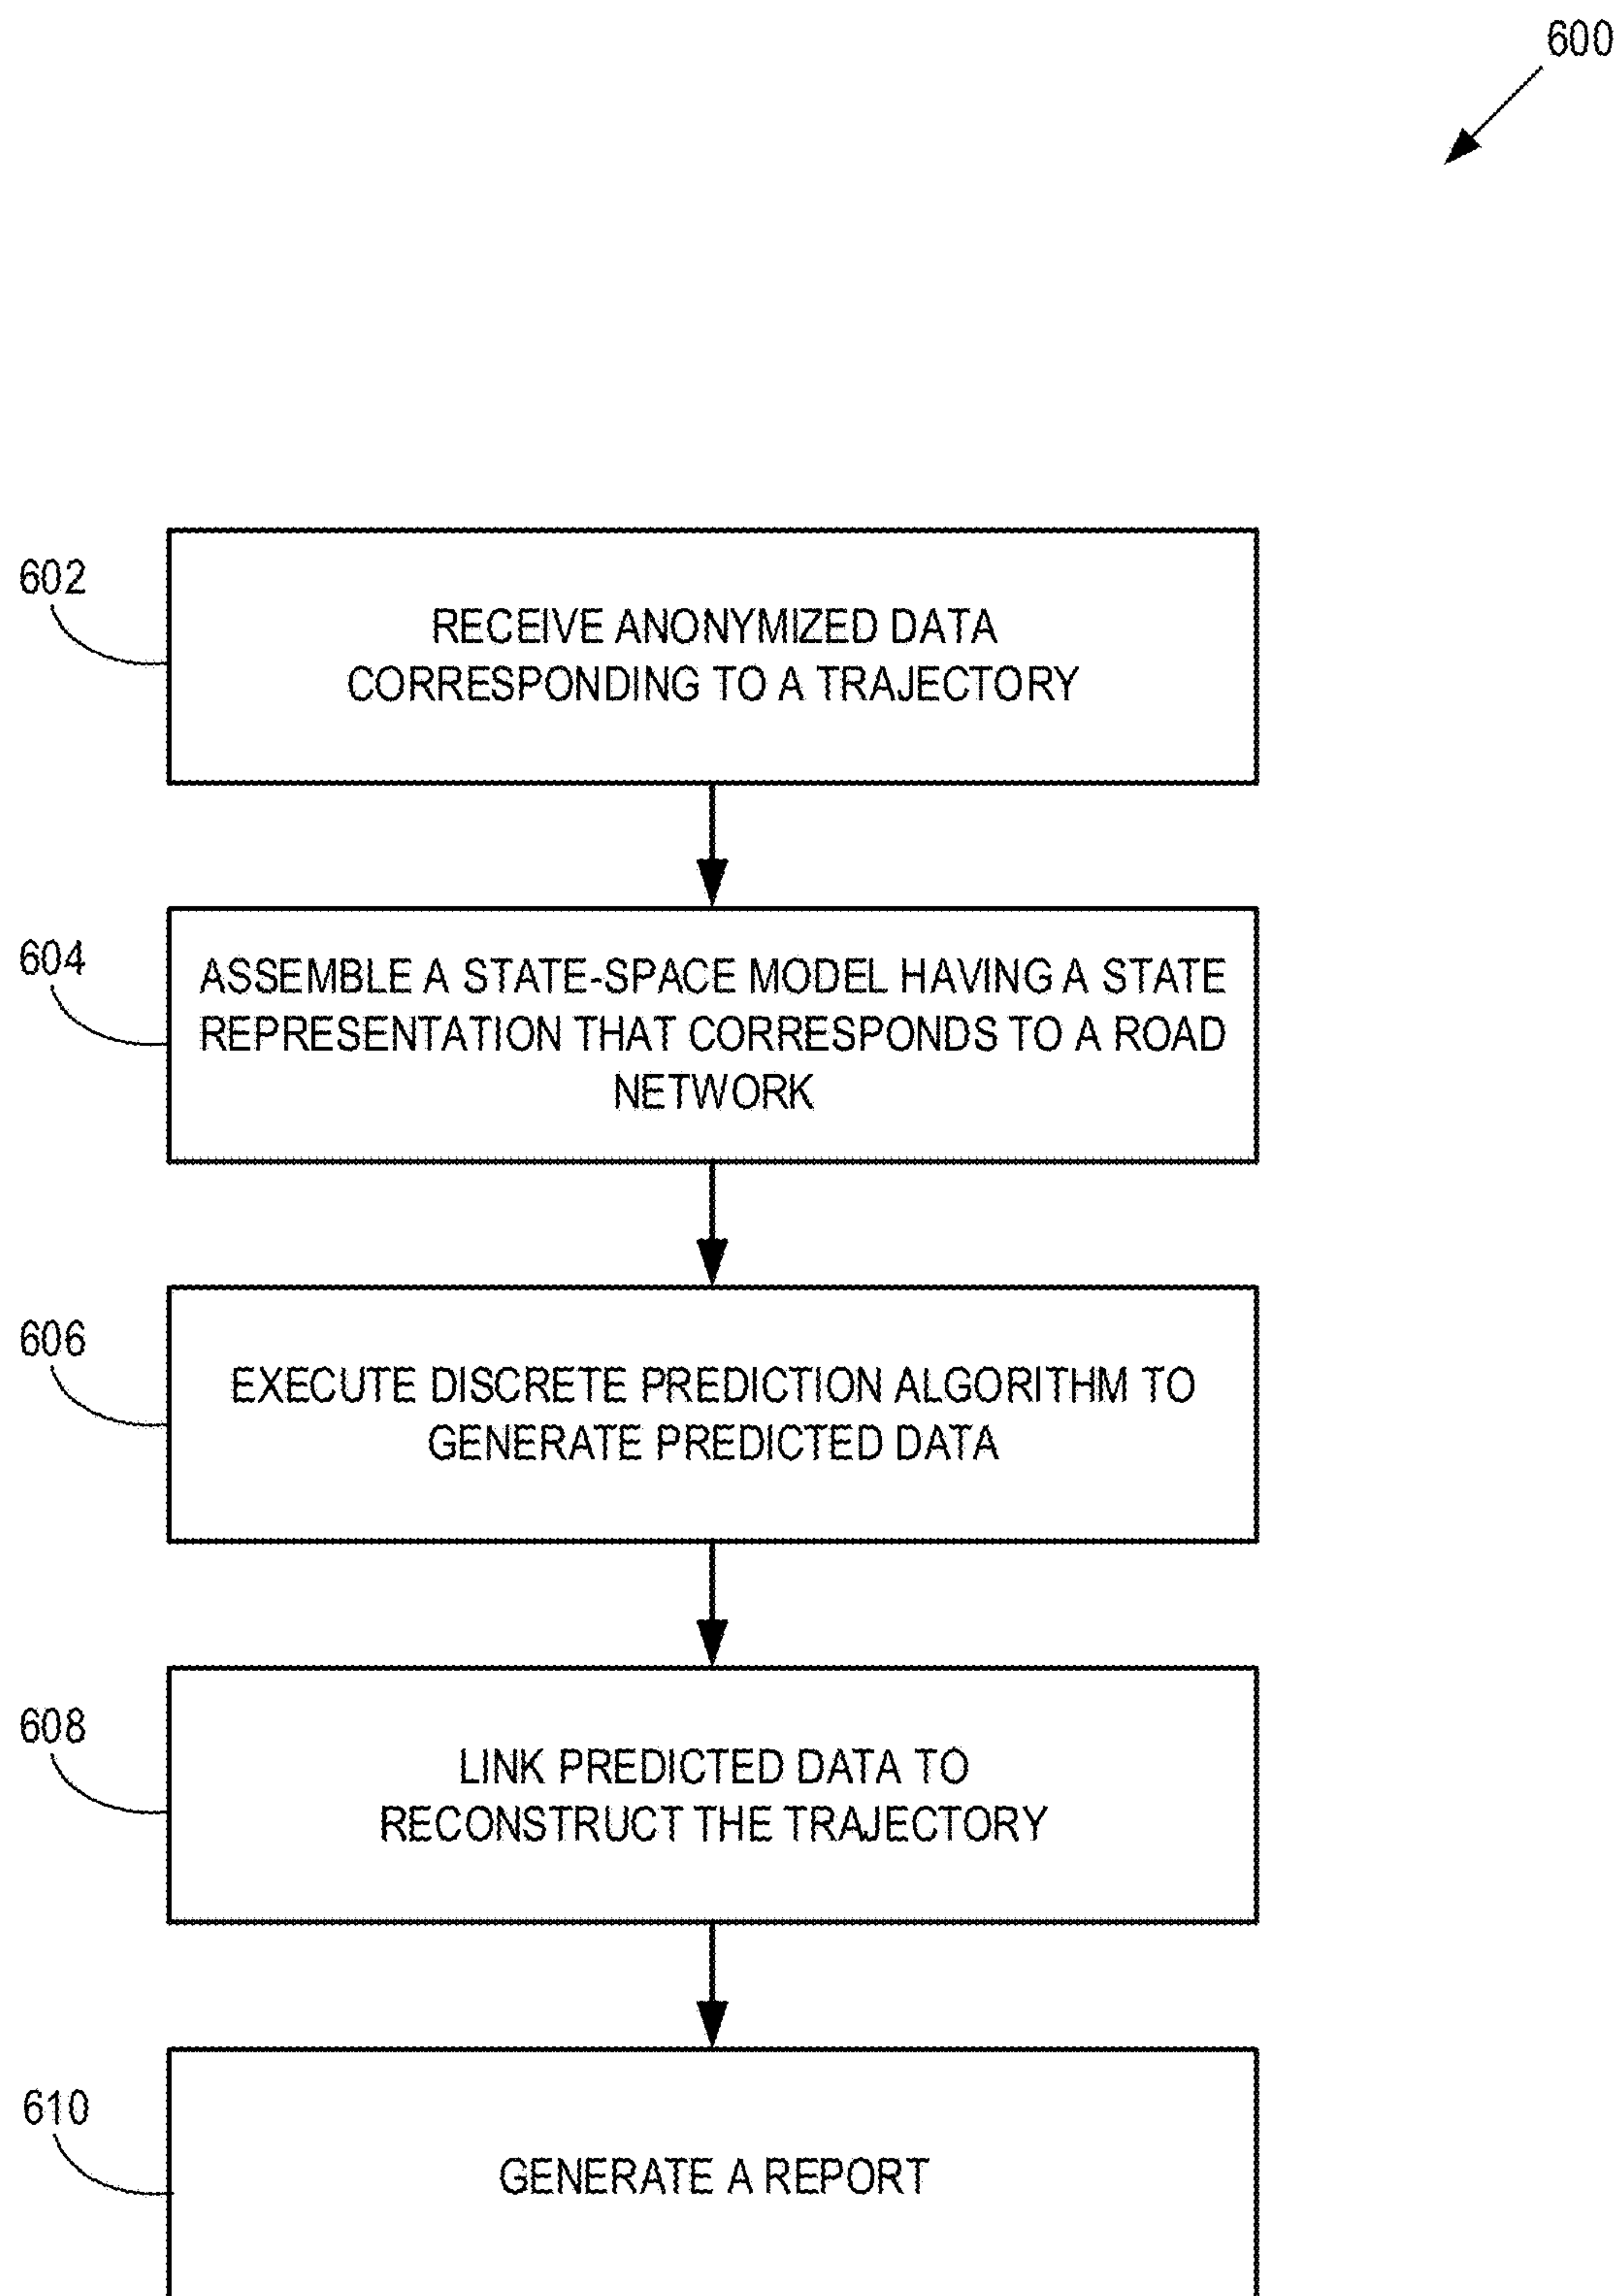 600
602
RECEIVE ANONYMIZED DATA
CORRESPONDING TO A TRAJECTORY
604
ASSEMBLE A STATE-SPACE MODEL HAVING A STATE
REPRESENTATION THAT CORRESPONDS TO A ROAD
NETWORK
606
EXECUTE DISCRETE PREDICTION ALGORITHM TO
GENERATE PREDICTED DATA
608
LINK PREDICTED DATA TO
RECONSTRUCT THE TRAJECTORY
610
GENERATE A REPORT